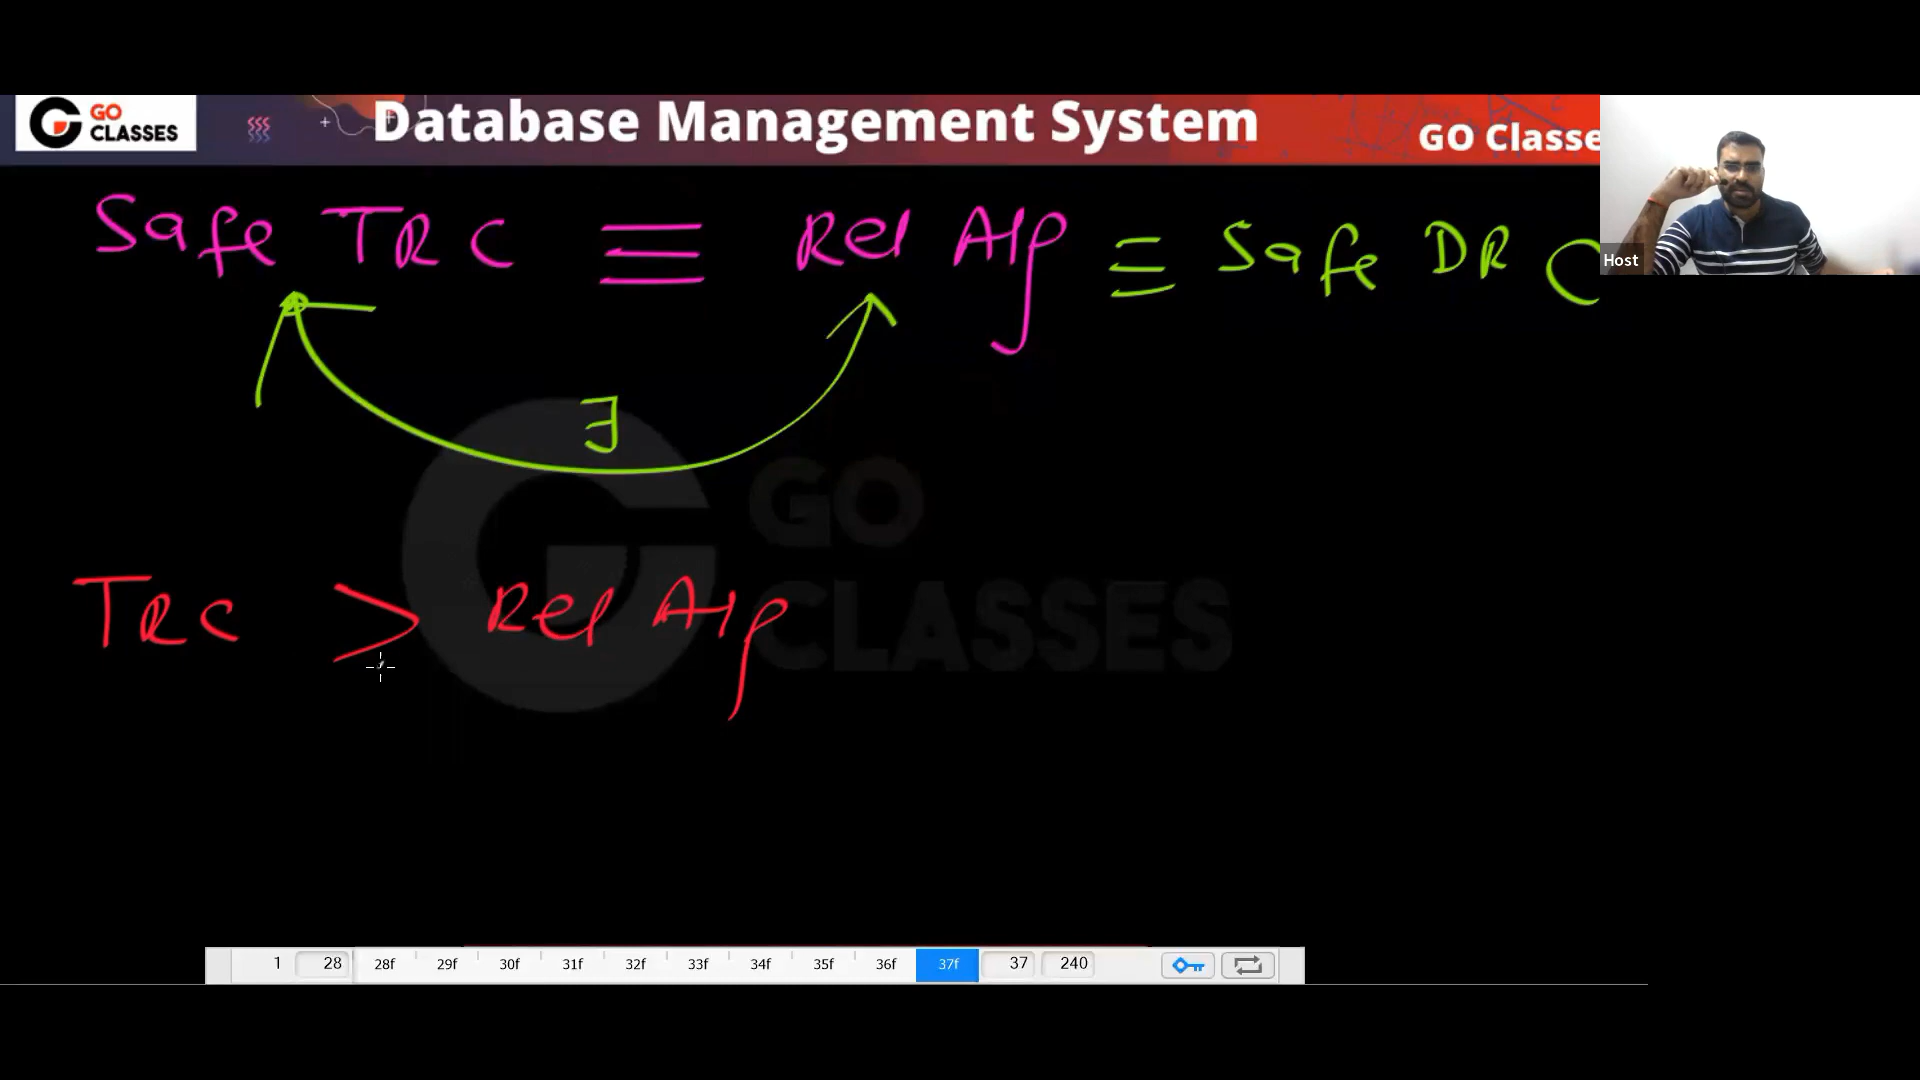 GO CLASSES
Database Management System
GO Classe
Safe TRC ≡ Rel Alg ≡ Safe DRC
Host
∃
GO
CLASSES
TRC > Rel Alg
1 28 28f 29f 30f 31f 32f 33f 34f 35f 36f 37f 37 240